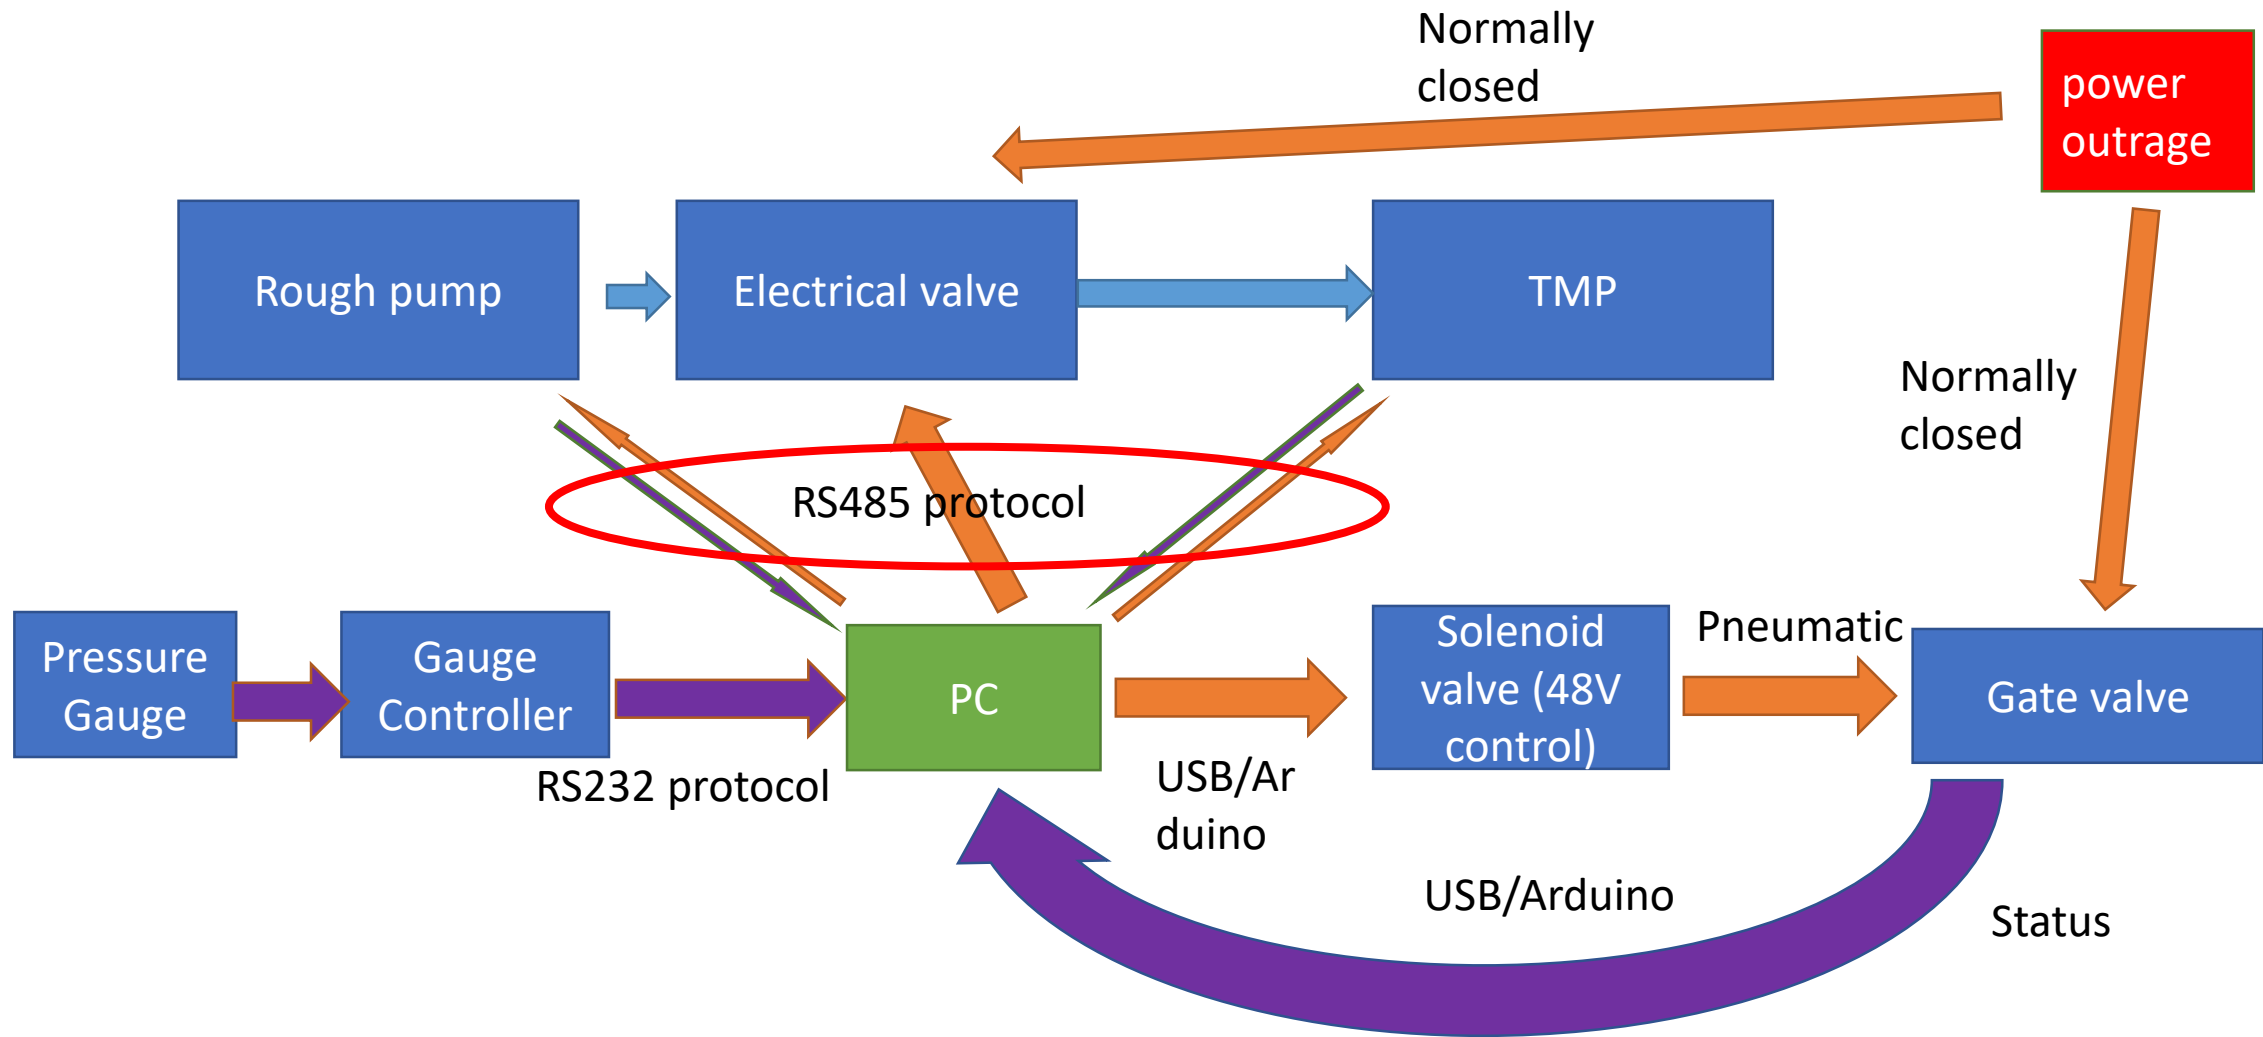 Normally
closed
power
outrage
Rough pump
Electrical valve
TMP
Normally
closed
RS485 protocol
Pressure
Gauge
Gauge
Controller
PC
Solenoid
valve (48V
control)
Pneumatic
Gate valve
RS232 protocol
USB/Ar
duino
USB/Arduino
Status